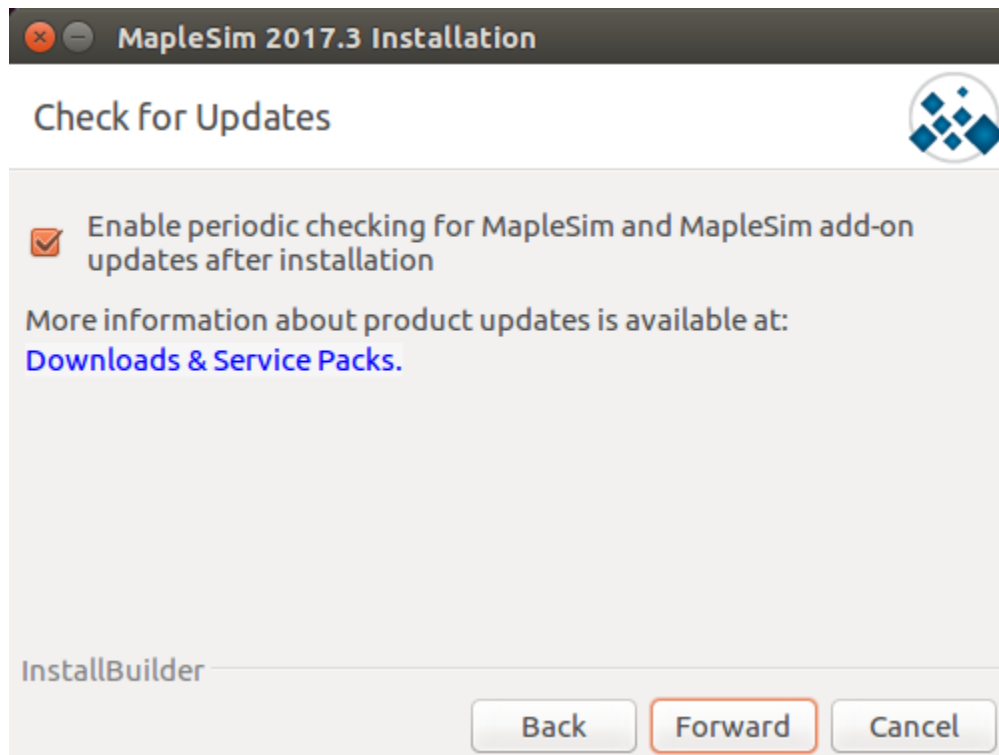 MapleSim 2017.3 Installation
Check for Updates
Enable periodic checking for MapleSim and MapleSim add-on
updates after installation
More information about product updates is available at:
Downloads & Service Packs.
InstallBuilder
Back Forward Cancel